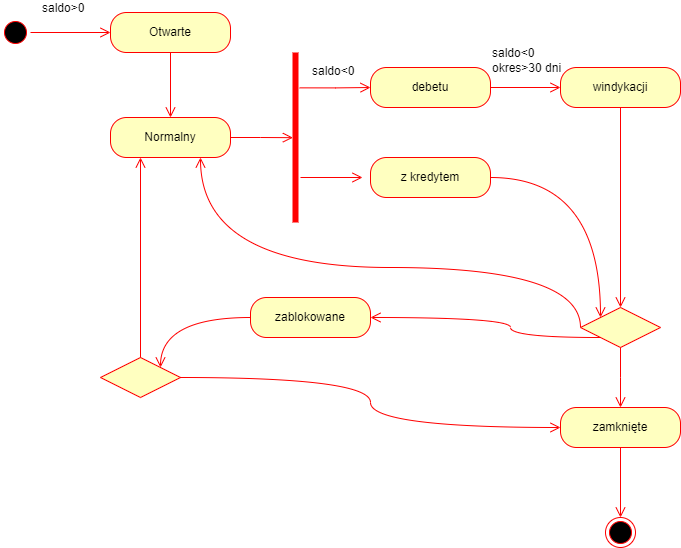 saldo>0
Otwarte
saldo<0
okres>30 dni
saldo<0
debetu
windykacji
Normalny
z kredytem
zablokowane
zamknięte